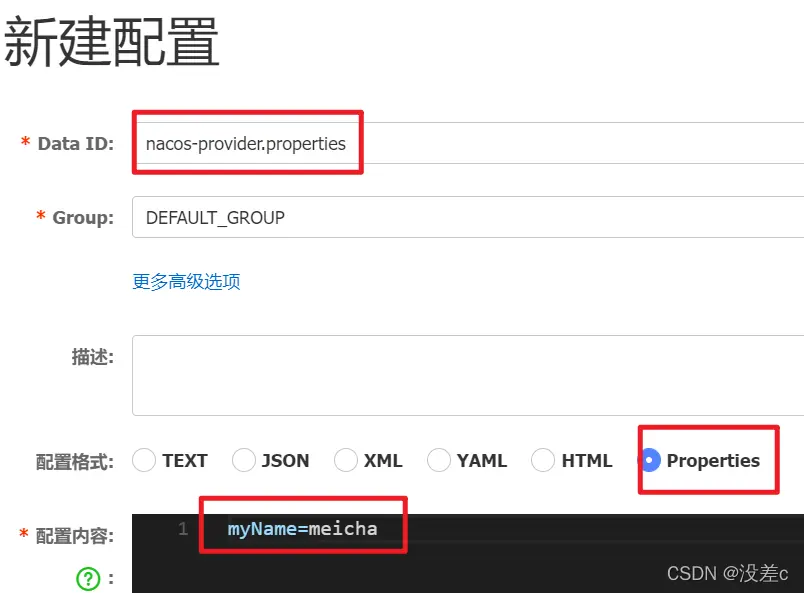 新建配置
* Data ID: nacos-provider.properties
* Group: DEFAULT_GROUP
更多高级选项
描述:
配置格式: TEXT JSON XML YAML HTML Properties
* 配置内容: 1 myName=meicha
? :
CSDN @没差c